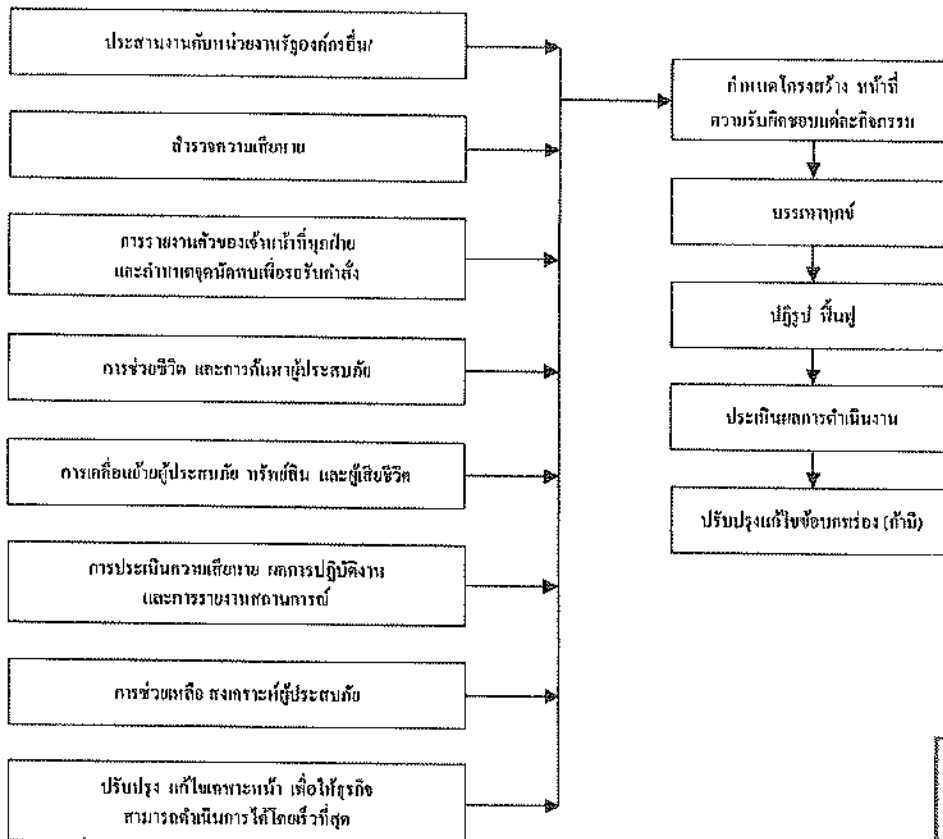 ประสานงานกับหน่วยงานรัฐองค์กรอื่น/
สำรวจความเสียหาย
การรายงานตัวของเจ้าหน้าที่ทุกฝ่าย
และกำหนดจุดนัดพบเพื่อรอรับคำสั่ง
การช่วยชีวิต และการค้นหาผู้ประสบภัย
การเคลื่อนย้ายผู้ประสบภัย ทรัพย์สิน และผู้เสียชีวิต
การประเมินความเสียหาย ผลการปฏิบัติงาน
และการรายงานสถานการณ์
การช่วยเหลือ สงเคราะห์ผู้ประสบภัย
ปรับปรุง แก้ไขเฉพาะหน้า เพื่อให้ธุรกิจ
สามารถดำเนินการได้โดยเร็วที่สุด
กำหนดโครงสร้าง หน้าที่
ความรับผิดชอบแต่ละกิจกรรม
บรรเทาทุกข์
ปฏิรูป ฟื้นฟู
ประเมินผลการดำเนินงาน
ปรับปรุงแก้ไขข้อบกพร่อง (ถ้ามี)